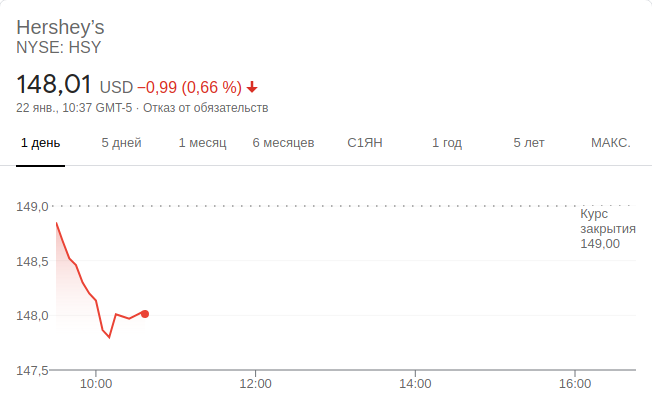 Hershey’s
NYSE: HSY
148,01 USD −0,99 (0,66 %)
22 янв., 10:37 GMT-5 · Отказ от обязательств
1 день 5 дней 1 месяц 6 месяцев С1ЯН 1 год 5 лет МАКС.
149,0
Курс
закрытия
149,00
148,5
148,0
147,5
10:00 12:00 14:00 16:00